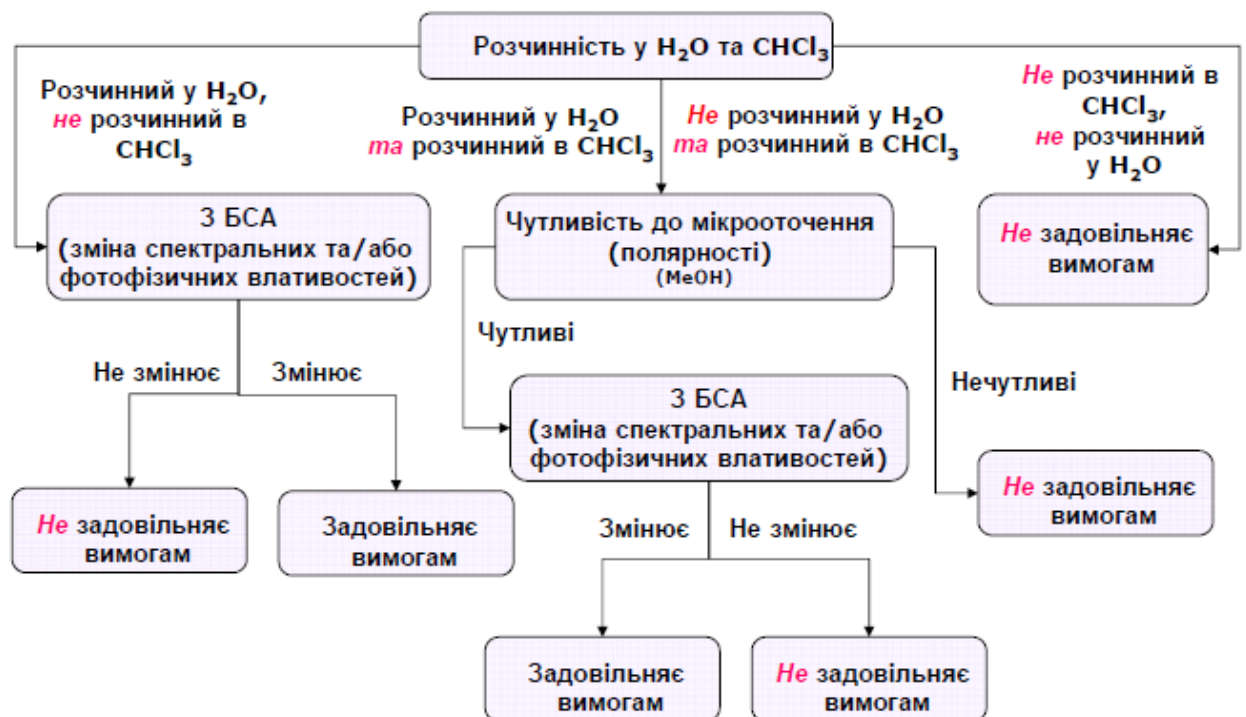 Розчинність у H₂O та CHCl₃
Розчинний у H₂O,
не розчинний в
CHCl₃
Розчинний у H₂O
та розчинний в CHCl₃
Не розчинний у H₂O
та розчинний в CHCl₃
Не розчинний в
CHCl₃,
не розчинний
у H₂O
З БСА
(зміна спектральних та/або
фотофізичних влативостей)
Чутливість до мікрооточення
(полярності)
(MeOH)
Не задовільняє
вимогам
Не змінює
Змінює
Чутливі
Нечутливі
З БСА
(зміна спектральних та/або
фотофізичних влативостей)
Не задовільняє
вимогам
Задовільняє
вимогам
Не задовільняє
вимогам
Змінює
Не змінює
Задовільняє
вимогам
Не задовільняє
вимогам